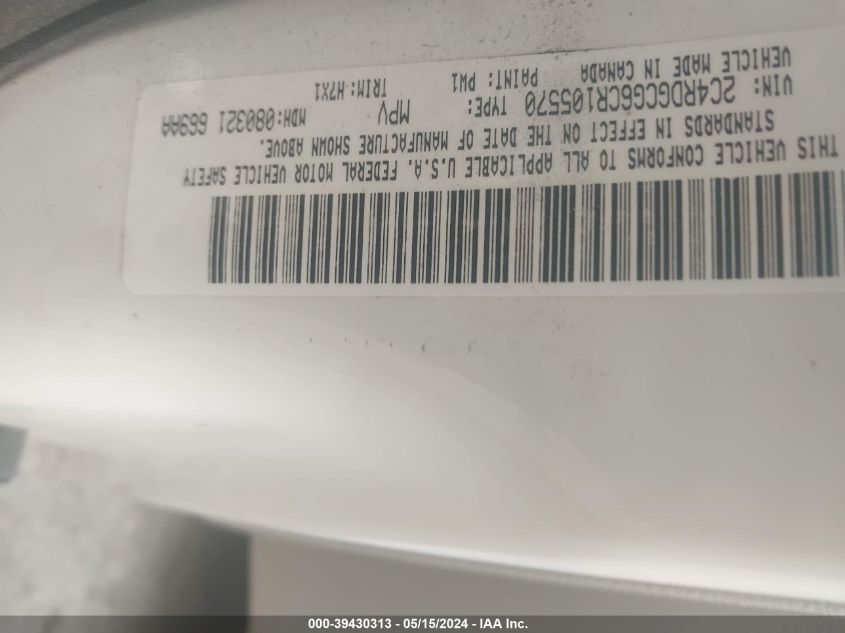 THIS VEHICLE CONFORMS TO ALL APPLICABLE U.S.A. FEDERAL MOTOR VEHICLE SAFETY
STANDARDS IN EFFECT ON THE DATE OF MANUFACTURE SHOWN ABOVE.
VIN: 2C4RDGCG6CR105570 TYPE: MPV MDH:080321 669AA
VEHICLE MADE IN CANADA PAINT: PW1 TRIM: H7X1
000-39430313 - 05/15/2024 - IAA Inc.